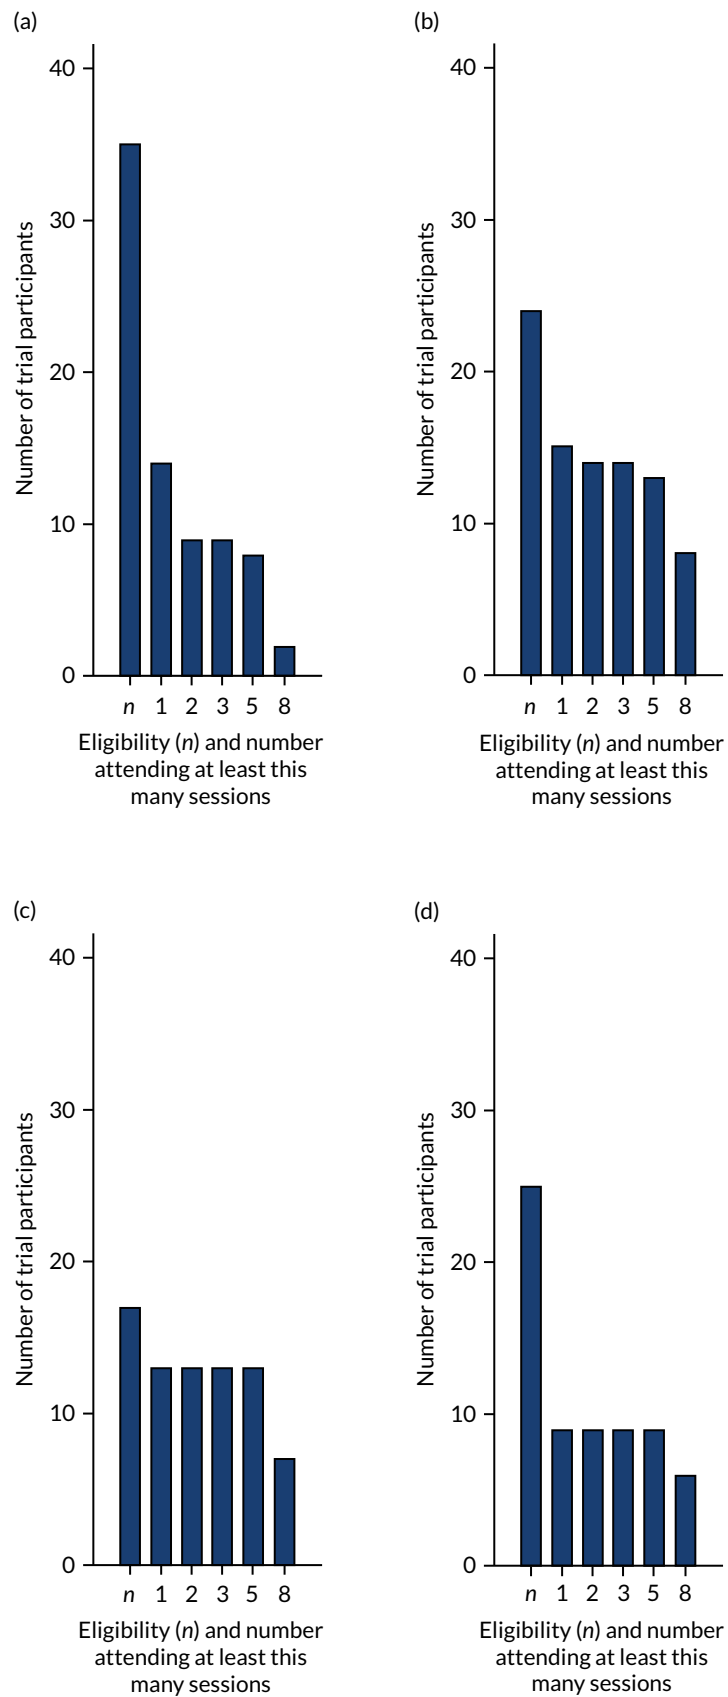 (a)
40
30
20
10
0
Number of trial participants
n 1 2 3 5 8
Eligibility (n) and number
attending at least this
many sessions
(b)
40
30
20
10
0
Number of trial participants
n 1 2 3 5 8
Eligibility (n) and number
attending at least this
many sessions
(c)
40
30
20
10
0
Number of trial participants
n 1 2 3 5 8
Eligibility (n) and number
attending at least this
many sessions
(d)
40
30
20
10
0
Number of trial participants
n 1 2 3 5 8
Eligibility (n) and number
attending at least this
many sessions